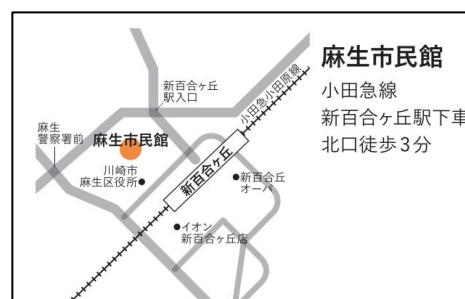 麻生市民館
小田急線
新百合ヶ丘駅下車
北口徒歩3分
新百合ヶ丘
駅入口
小田急小田原線
麻生
警察署前
麻生市民館
川崎市
麻生区役所
新百合ヶ丘
新百合丘
オーパ
イオン
新百合ヶ丘店